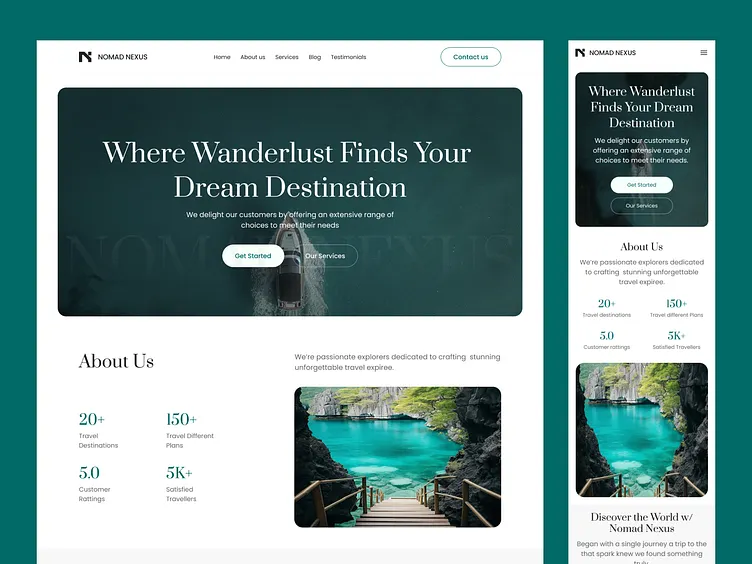 NOMAD NEXUS
Home About us Services Blog Testimonials
Contact us
Where Wanderlust Finds Your
Dream Destination
We delight our customers by offering an extensive range of
choices to meet their needs
NOMAD NEXUS
Get Started
Our Services
About Us
We're passionate explorers dedicated to crafting stunning
unforgettable travel expiree.
20+
Travel
Destinations
150+
Travel Different
Plans
5.0
Cuxtomer
Rattings
5K+
Satisfied
Travellers
NOMAD NEXUS
Where Wanderlust
Finds Your Dream
Destination
We delight our customers by
offering an extensive range of
choices to meet their needs.
Get Started
Our Services
About Us
We're passionate explorers dedicated
to crafting stunning unforgettable
travel expiree.
20+
Travel destinations
150+
Travel different Plans
5.0
Customer rattings
5K+
Satisfied Travellers
Discover the World w/
Nomad Nexus
Began with a single journey a trip to the
that spark knew we found something
truly